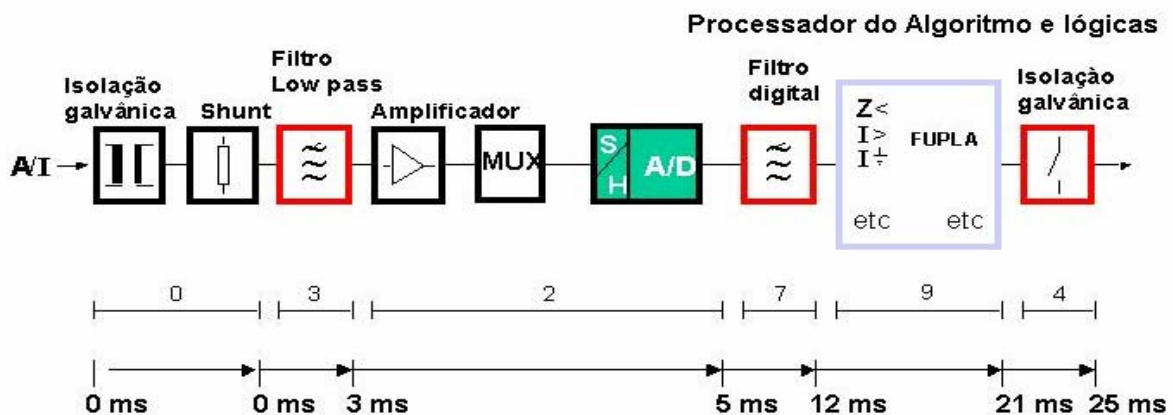 Processador do Algoritmo e lógicas
Isolação
galvânica
Shunt
Filtro
Low pass
Amplificador
Filtro
digital
Isolaçào
galvânica
A/I
MUX
S
H
A/D
Z<
I>
I
FUPLA
etc
etc
0
3
2
7
9
4
0 ms
0 ms
3 ms
5 ms
12 ms
21 ms
25 ms